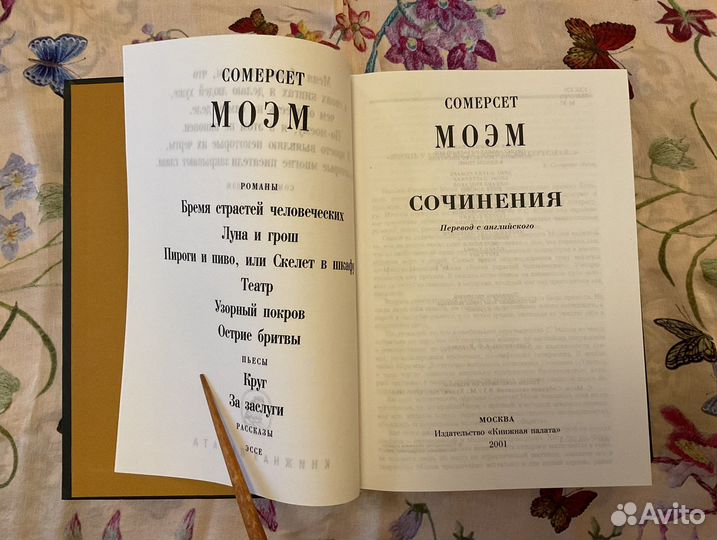 СОМЕРСЕТ
МОЭМ
РОМАНЫ
Бремя страстей человеческих
Луна и грош
Пироги и пиво, или Скелет в шкафу
Театр
Узорный покров
Острие бритвы
ПЬЕСЫ
Круг
За заслуги
РАССКАЗЫ
ЭССЕ
СОМЕРСЕТ
МОЭМ
СОЧИНЕНИЯ
Перевод с английского
МОСКВА
Издательство «Книжная палата»
2001
Avito